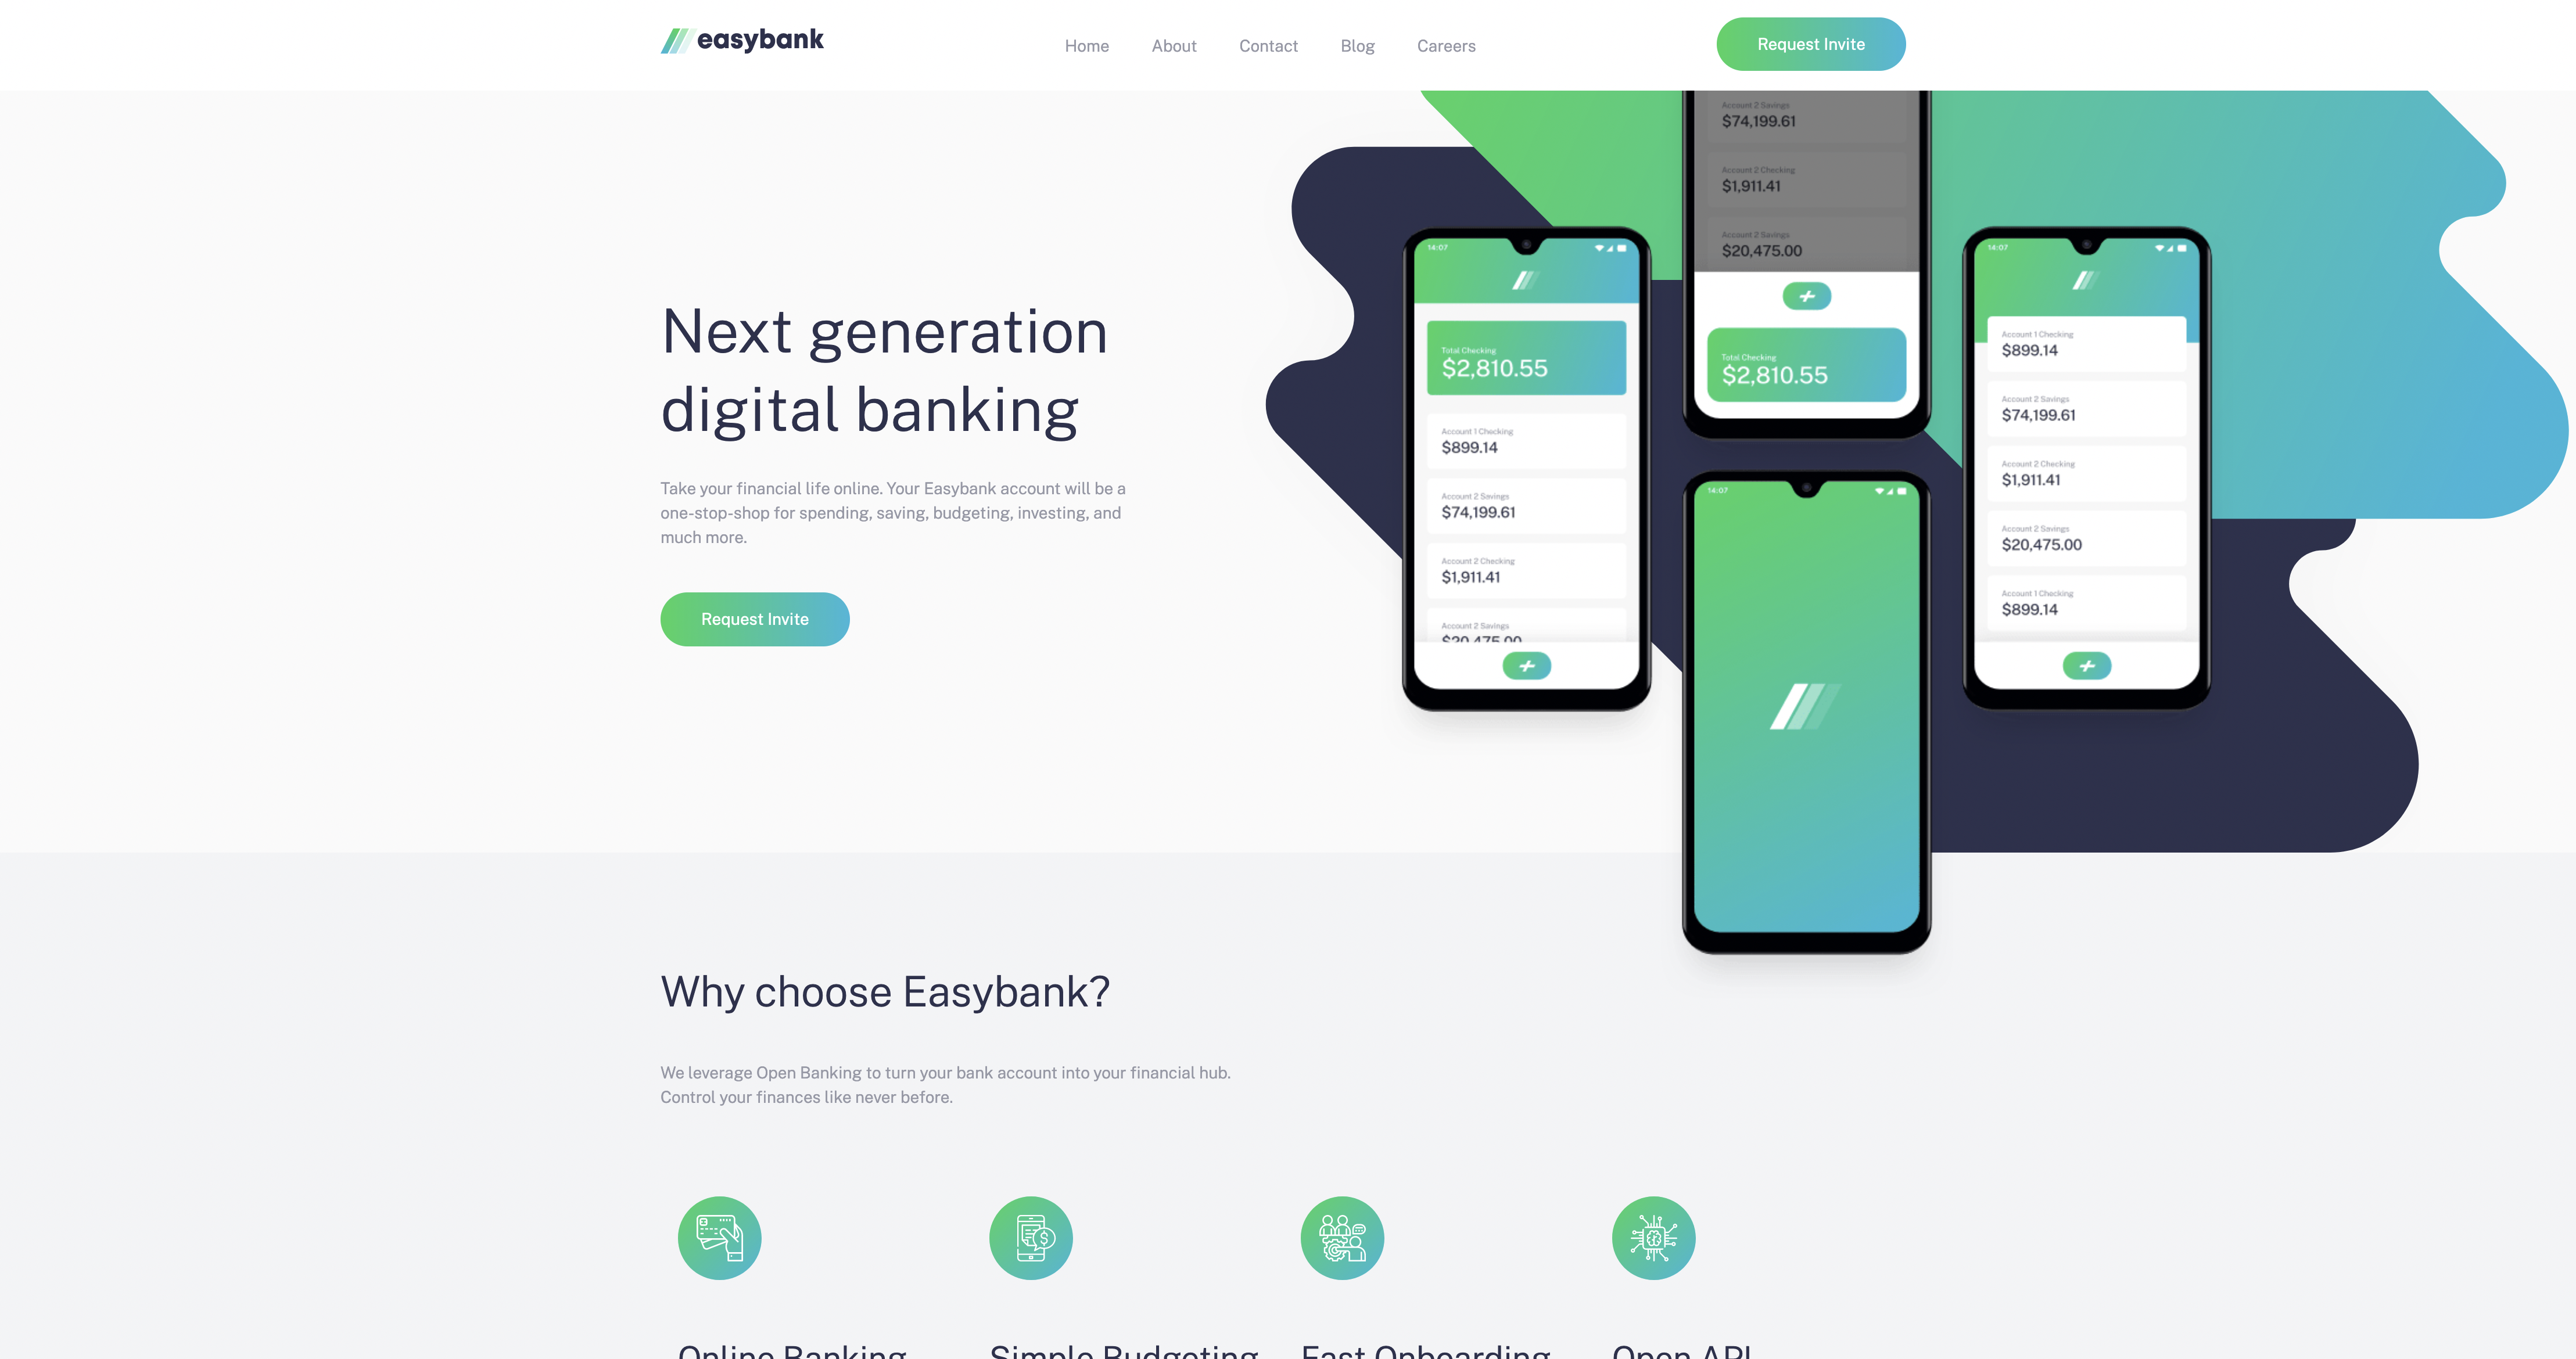 easybank
Home
About
Contact
Blog
Careers
Request Invite
Next generation
digital banking
Take your financial life online. Your Easybank account will be a
one-stop-shop for spending, saving, budgeting, investing, and
much more.
Request Invite
14:07
Total Checking
$2,810.55
Account 1 Checking
$899.14
Account 2 Savings
$74,199.61
Account 2 Checking
$1,911.41
Account 2 Savings
$20,475.00
Account 2 Savings
$74,199.61
Account 2 Checking
$1,911.41
Account 2 Savings
$20,475.00
Total Checking
$2,810.55
14:07
14:07
Account 1 Checking
$899.14
Account 2 Savings
$74,199.61
Account 2 Checking
$1,911.41
Account 2 Savings
$20,475.00
Account 1 Checking
$899.14
Why choose Easybank?
We leverage Open Banking to turn your bank account into your financial hub.
Control your finances like never before.
Online Banking
Simple Budgeting
Fast Onboarding
Open API